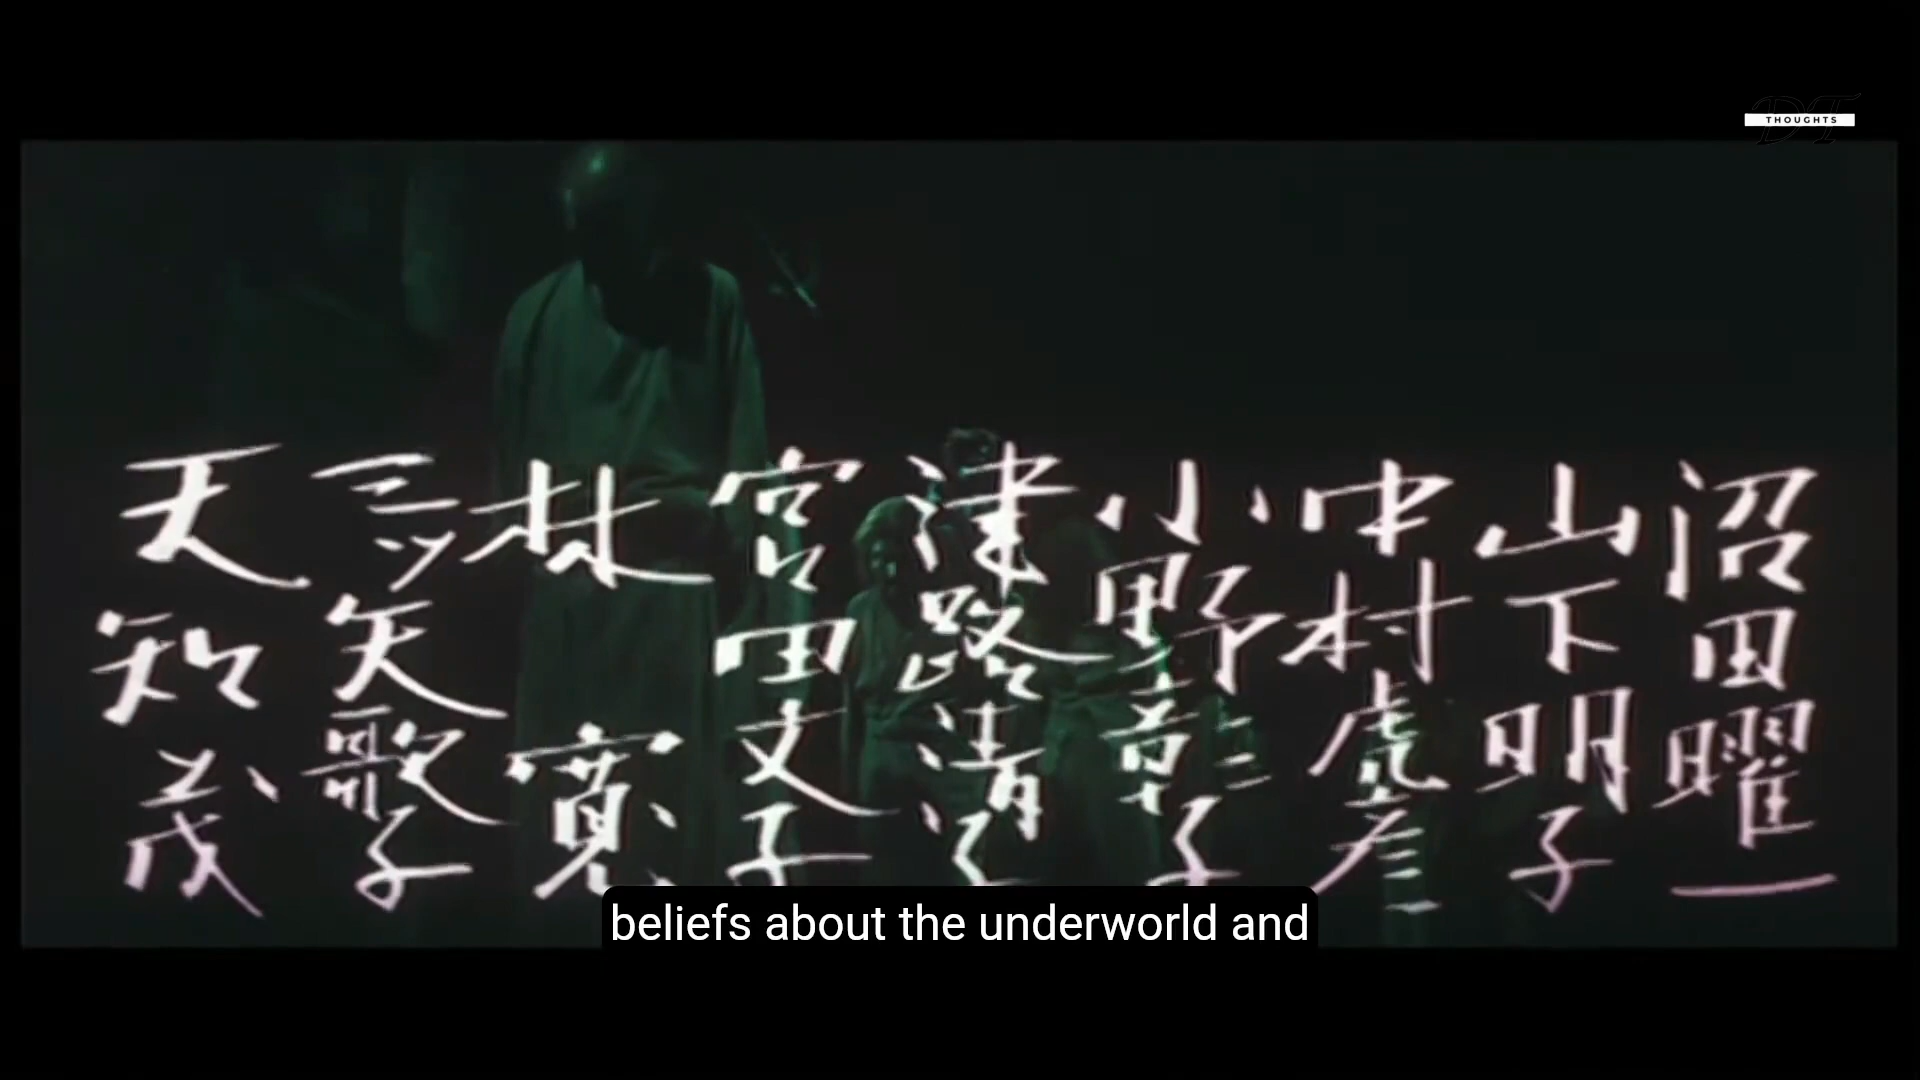 DT
THOUGHTS
沼田曜一
山下明子
中村虎彦
小野彰子
津路清子
宮田文子
林寛
三ツ矢歌子
天知茂
beliefs about the underworld and